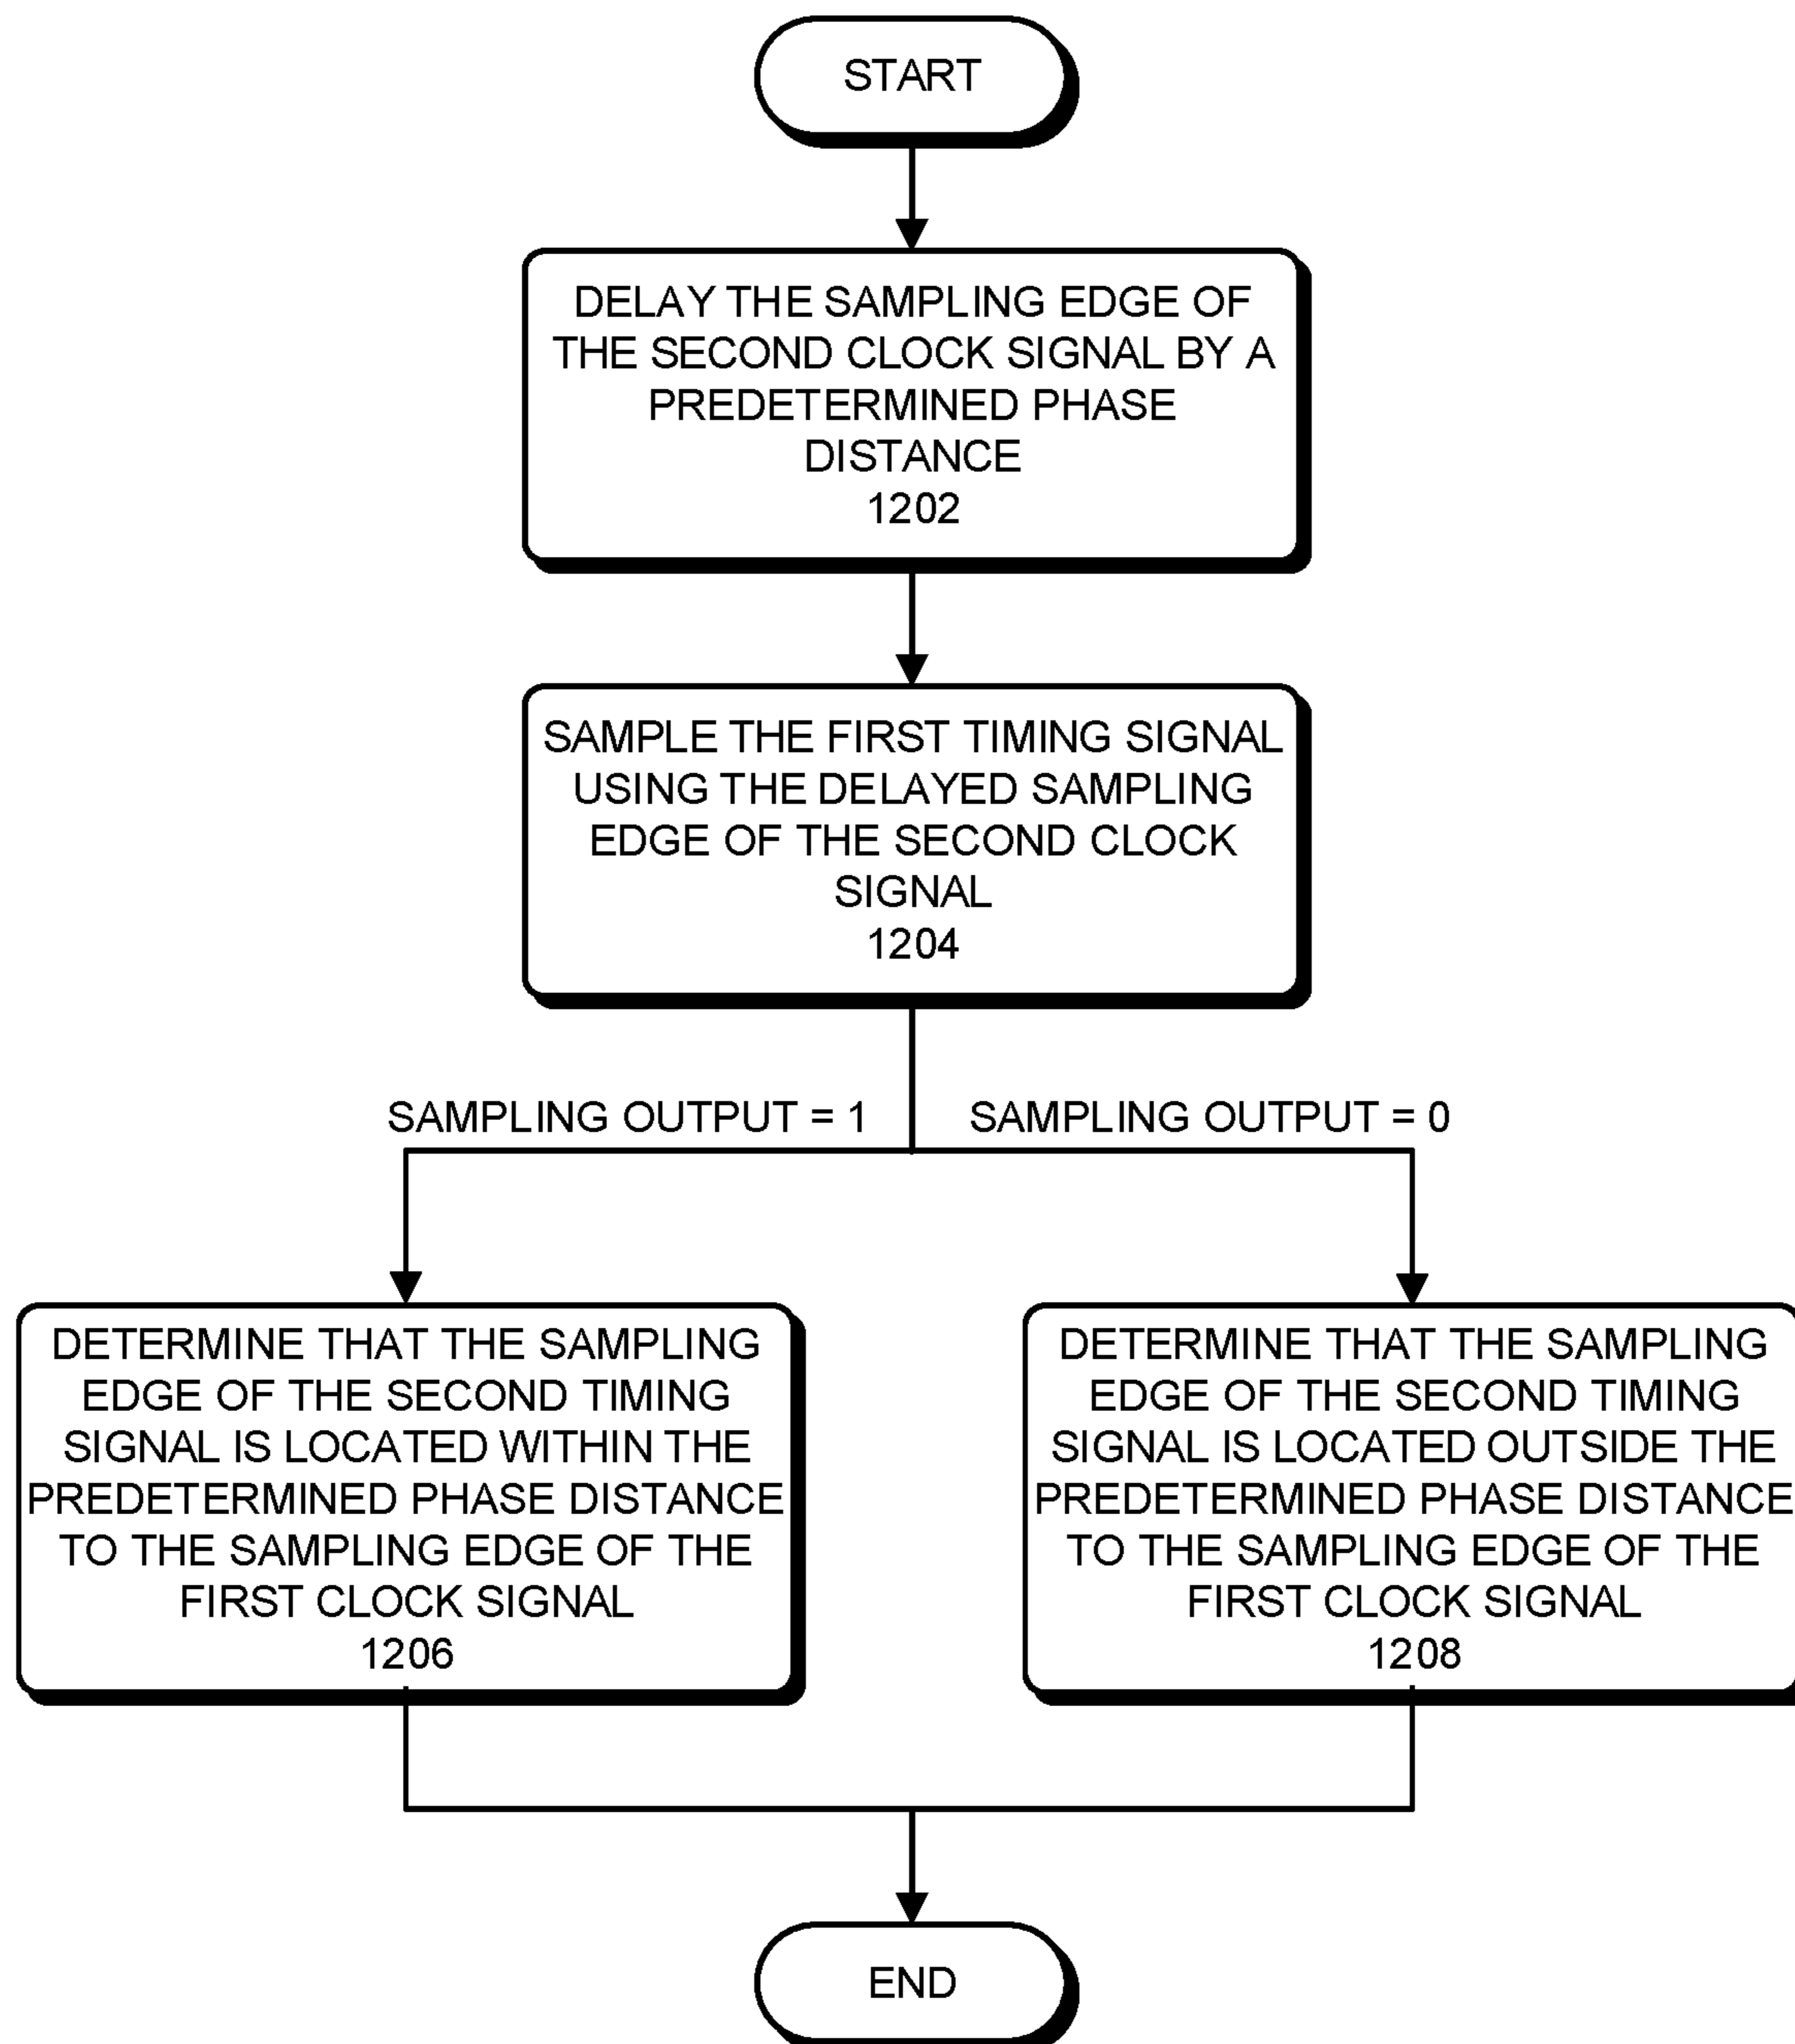 START
DELAY THE SAMPLING EDGE OF
THE SECOND CLOCK SIGNAL BY A
PREDETERMINED PHASE
DISTANCE
1202
SAMPLE THE FIRST TIMING SIGNAL
USING THE DELAYED SAMPLING
EDGE OF THE SECOND CLOCK
SIGNAL
1204
SAMPLING OUTPUT = 1
SAMPLING OUTPUT = 0
DETERMINE THAT THE SAMPLING
EDGE OF THE SECOND TIMING
SIGNAL IS LOCATED WITHIN THE
PREDETERMINED PHASE DISTANCE
TO THE SAMPLING EDGE OF THE
FIRST CLOCK SIGNAL
1206
DETERMINE THAT THE SAMPLING
EDGE OF THE SECOND TIMING
SIGNAL IS LOCATED OUTSIDE THE
PREDETERMINED PHASE DISTANCE
TO THE SAMPLING EDGE OF THE
FIRST CLOCK SIGNAL
1208
END